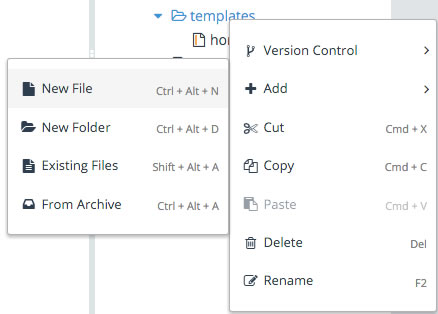 templates
ho
Version Control
Add
Cut Cmd + X
Copy Cmd + C
Paste Cmd + V
Delete Del
Rename F2
New File Ctrl + Alt + N
New Folder Ctrl + Alt + D
Existing Files Shift + Alt + A
From Archive Ctrl + Alt + A